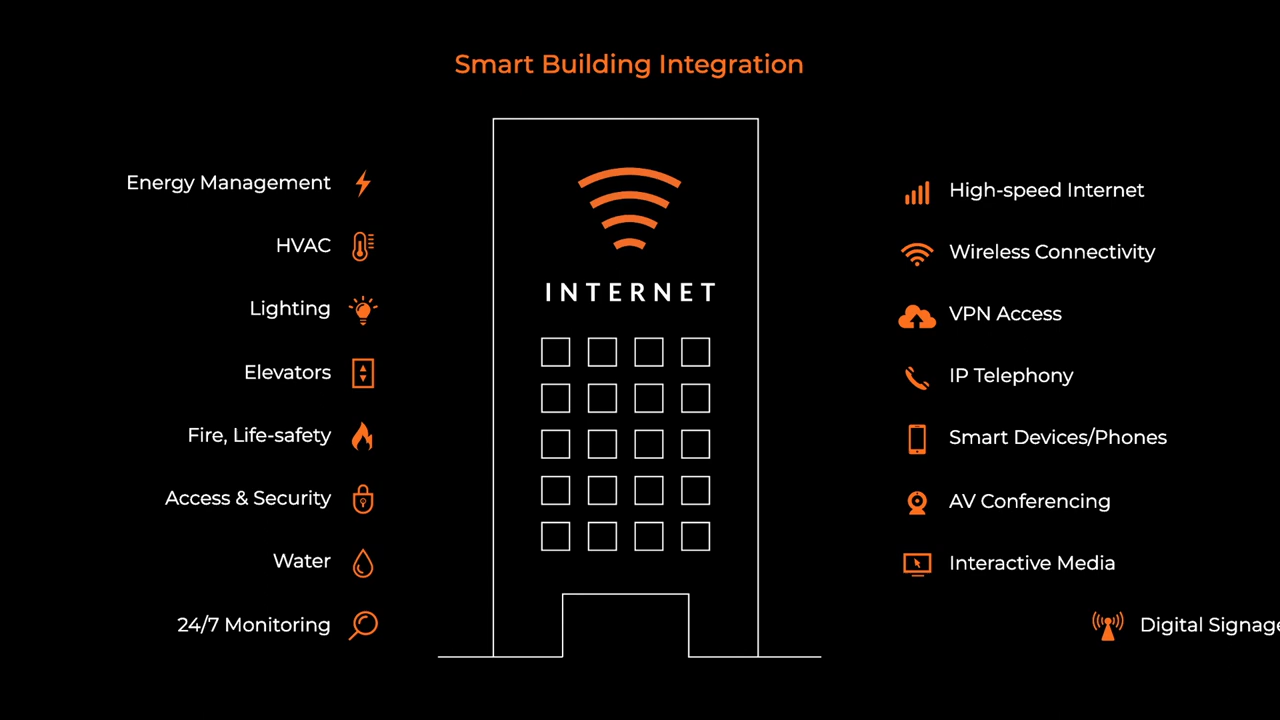 Smart Building Integration
Energy Management
HVAC
Lighting
Elevators
Fire, Life-safety
Access & Security
Water
24/7 Monitoring
INTERNET
High-speed Internet
Wireless Connectivity
VPN Access
IP Telephony
Smart Devices/Phones
AV Conferencing
Interactive Media
Digital Signage